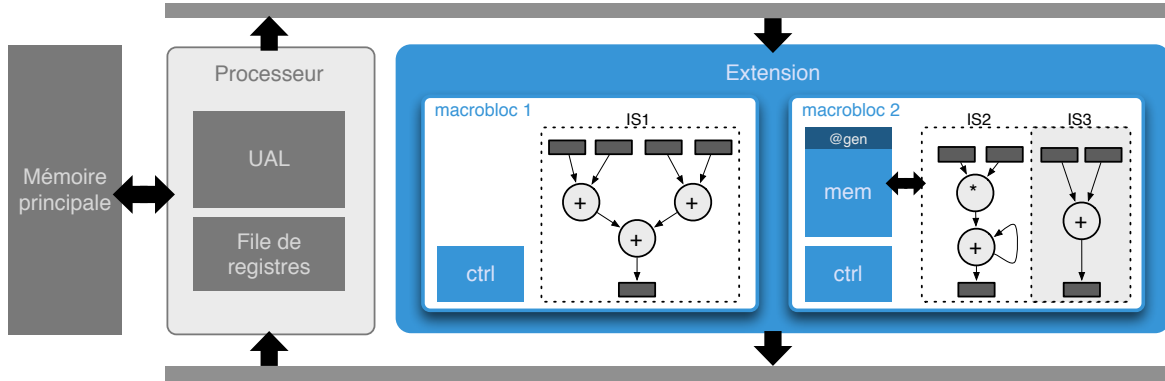 Mémoire
principale
Processeur
UAL
File de
registres
Extension
macrobloc 1
IS1
+
+
+
ctrl
macrobloc 2
@gen
mem
ctrl
IS2
*
+
IS3
+